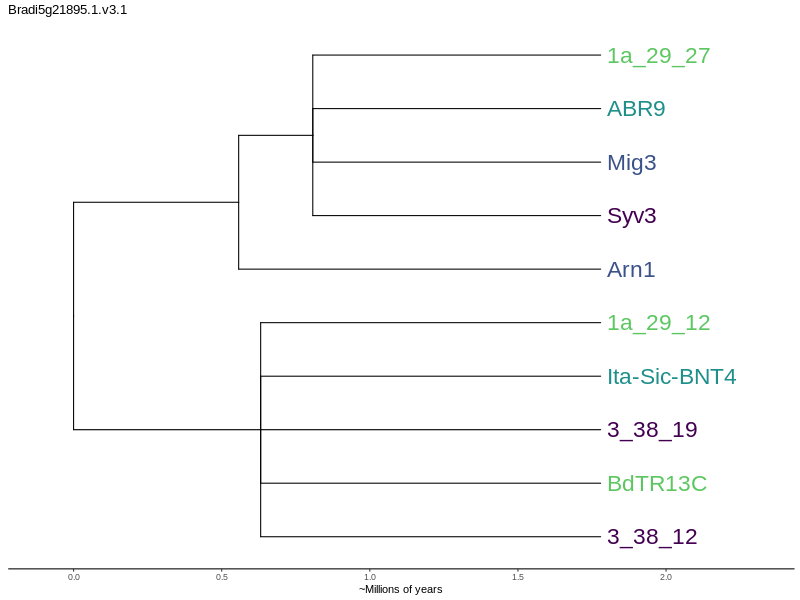 Bradi5g21895.1.v3.1
1a_29_27
ABR9
Mig3
Syv3
Arn1
1a_29_12
Ita-Sic-BNT4
3_38_19
BdTR13C
3_38_12
0.0 0.5 1.0 1.5 2.0
~Millions of years